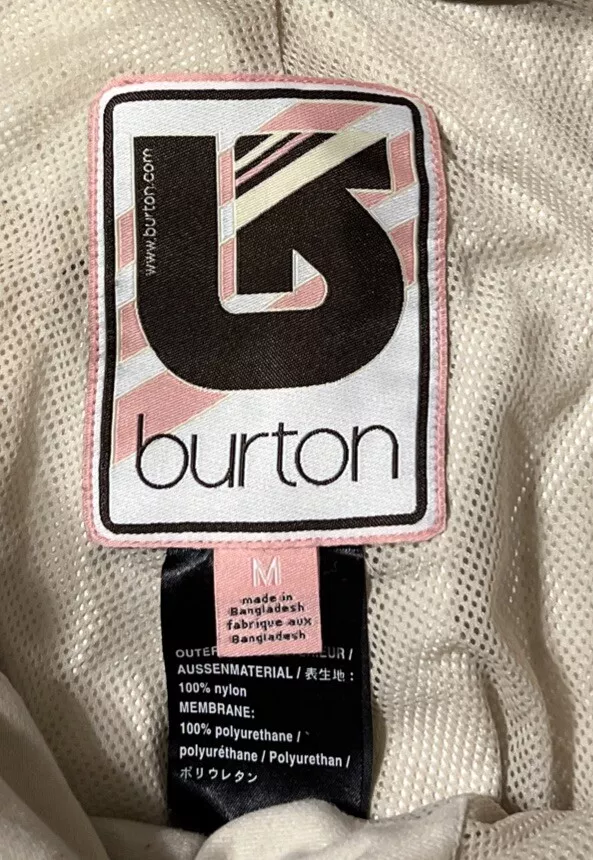 www.burton.com
burton
M
made in
Bangladesh
fabrique aux
Bangladesh
AUSSENMATERIAL / 表生地 :
100% nylon
MEMBRANE:
100% polyurethane /
polyuréthane / Polyurethan /
ポリウレタン